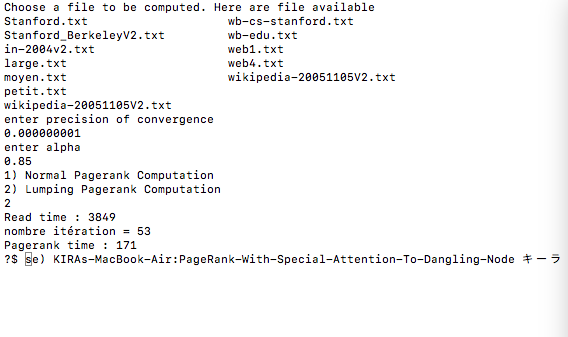 Choose a file to be computed. Here are file available
Stanford.txt wb-cs-stanford.txt
Stanford_BerkeleyV2.txt wb-edu.txt
in-2004v2.txt web1.txt
large.txt web4.txt
moyen.txt wikipedia-20051105V2.txt
petit.txt
wikipedia-20051105V2.txt
enter precision of convergence
0.000000001
enter alpha
0.85
1) Normal Pagerank Computation
2) Lumping Pagerank Computation
2
Read time : 3849
nombre itération = 53
Pagerank time : 171
?$ se) KIRAs-MacBook-Air:PageRank-With-Special-Attention-To-Dangling-Node キーラ